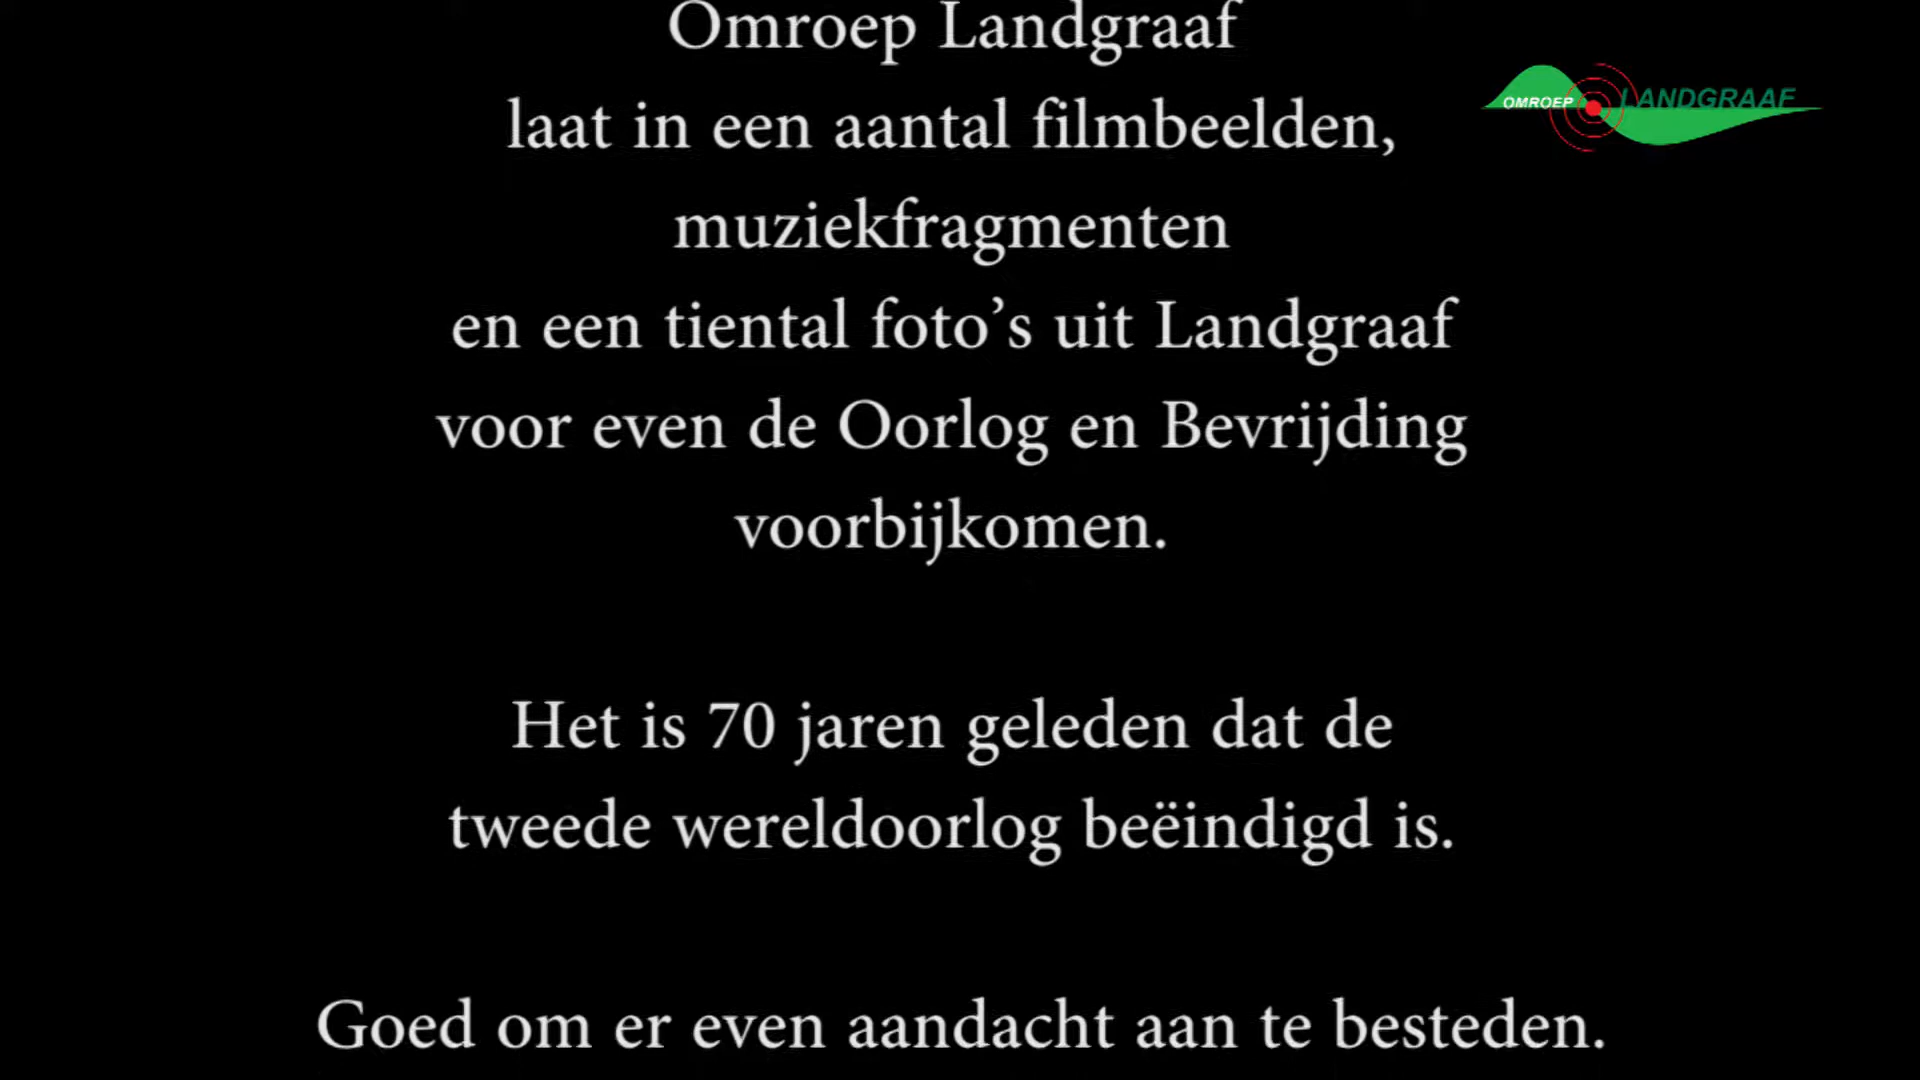 Omroep Landgraaf
laat in een aantal filmbeelden,
muziekfragmenten
en een tiental foto’s uit Landgraaf
voor even de Oorlog en Bevrijding
voorbijkomen.
Het is 70 jaren geleden dat de
tweede wereldoorlog beëindigd is.
Goed om er even aandacht aan te besteden.
OMROEP LANDGRAAF